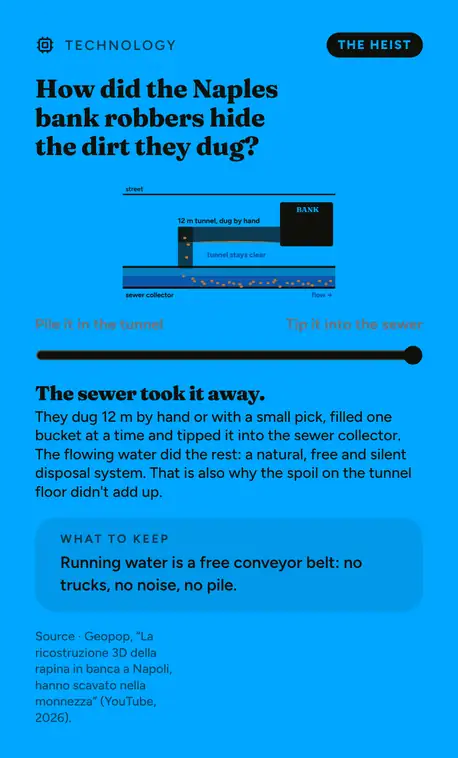 TECHNOLOGY
THE HEIST
How did the Naples
bank robbers hide
the dirt they dug?
street
BANK
12 m tunnel, dug by hand
tunnel stays clear
sewer collector
flow →
Pile it in the tunnel
Tip it into the sewer
The sewer took it away.
They dug 12 m by hand or with a small pick, filled one
bucket at a time and tipped it into the sewer collector.
The flowing water did the rest: a natural, free and silent
disposal system. That is also why the spoil on the tunnel
floor didn't add up.
WHAT TO KEEP
Running water is a free conveyor belt: no
trucks, no noise, no pile.
Source · Geopop, "La
ricostruzione 3D della
rapina in banca a Napoli,
hanno scavato nella
monnezza" (YouTube,
2026).